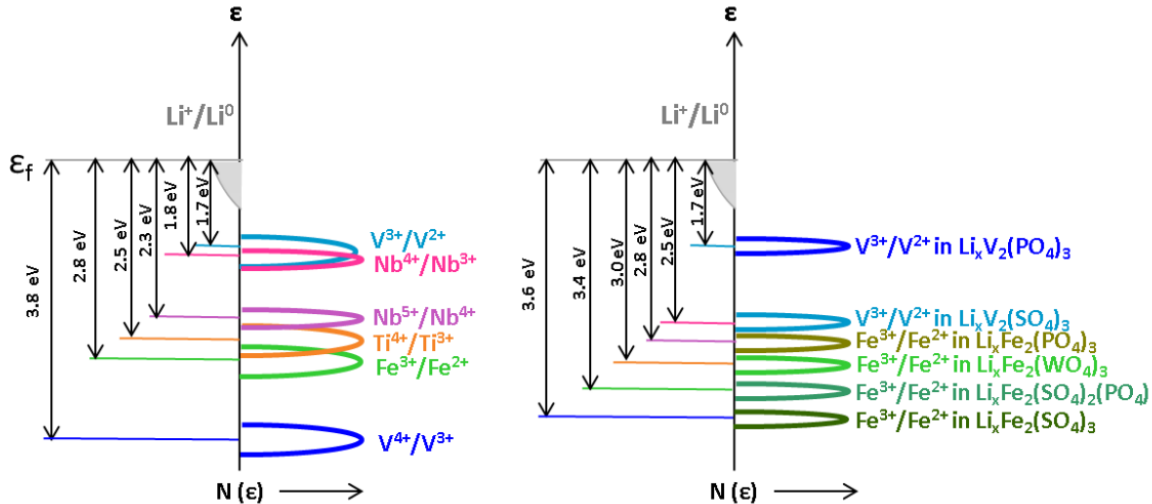 ε
Li⁺/Li⁰
ε_f
3.8 eV
2.8 eV
2.5 eV
2.3 eV
1.8 eV
1.7 eV
V³⁺/V²⁺
Nb⁴⁺/Nb³⁺
Nb⁵⁺/Nb⁴⁺
Ti⁴⁺/Ti³⁺
Fe³⁺/Fe²⁺
V⁴⁺/V³⁺
N (ε)
ε
Li⁺/Li⁰
3.6 eV
3.4 eV
3.0 eV
2.8 eV
2.5 eV
1.7 eV
V³⁺/V²⁺ in LiₓV₂(PO₄)₃
V³⁺/V²⁺ in LiₓV₂(SO₄)₃
Fe³⁺/Fe²⁺ in LiₓFe₂(PO₄)₃
Fe³⁺/Fe²⁺ in LiₓFe₂(WO₄)₃
Fe³⁺/Fe²⁺ in LiₓFe₂(SO₄)₂(PO₄)
Fe³⁺/Fe²⁺ in LiₓFe₂(SO₄)₃
N (ε)